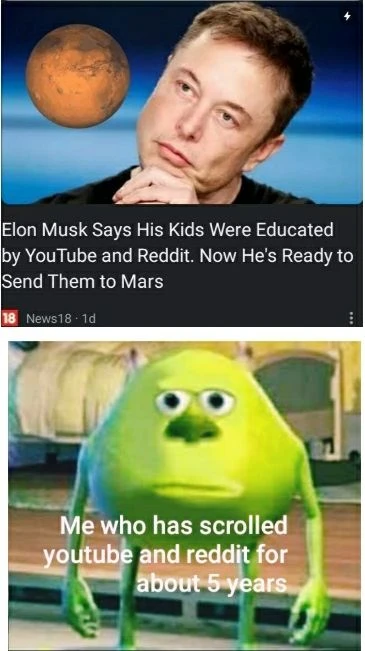 Elon Musk Says His Kids Were Educated
by YouTube and Reddit. Now He's Ready to
Send Them to Mars
18 News18 · 1d
Me who has scrolled
youtube and reddit for
about 5 years